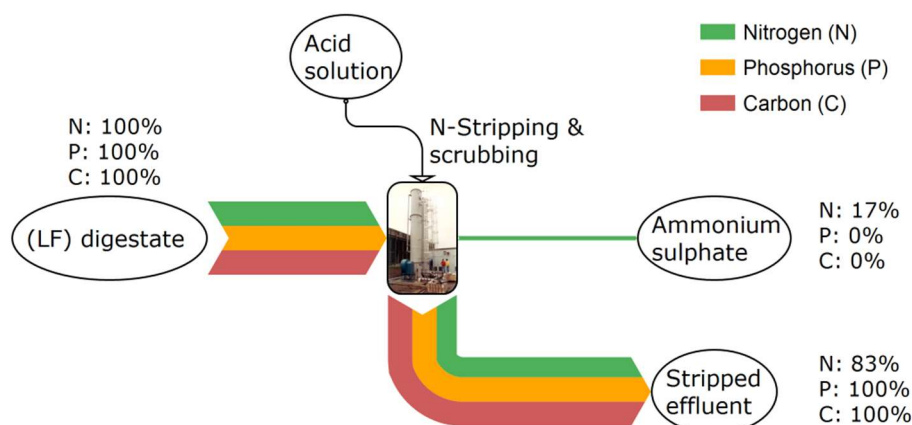 Acid
solution
Nitrogen (N)
Phosphorus (P)
Carbon (C)
N: 100%
P: 100%
C: 100%
N-Stripping &
scrubbing
(LF) digestate
Ammonium
sulphate
N: 17%
P: 0%
C: 0%
Stripped
effluent
N: 83%
P: 100%
C: 100%